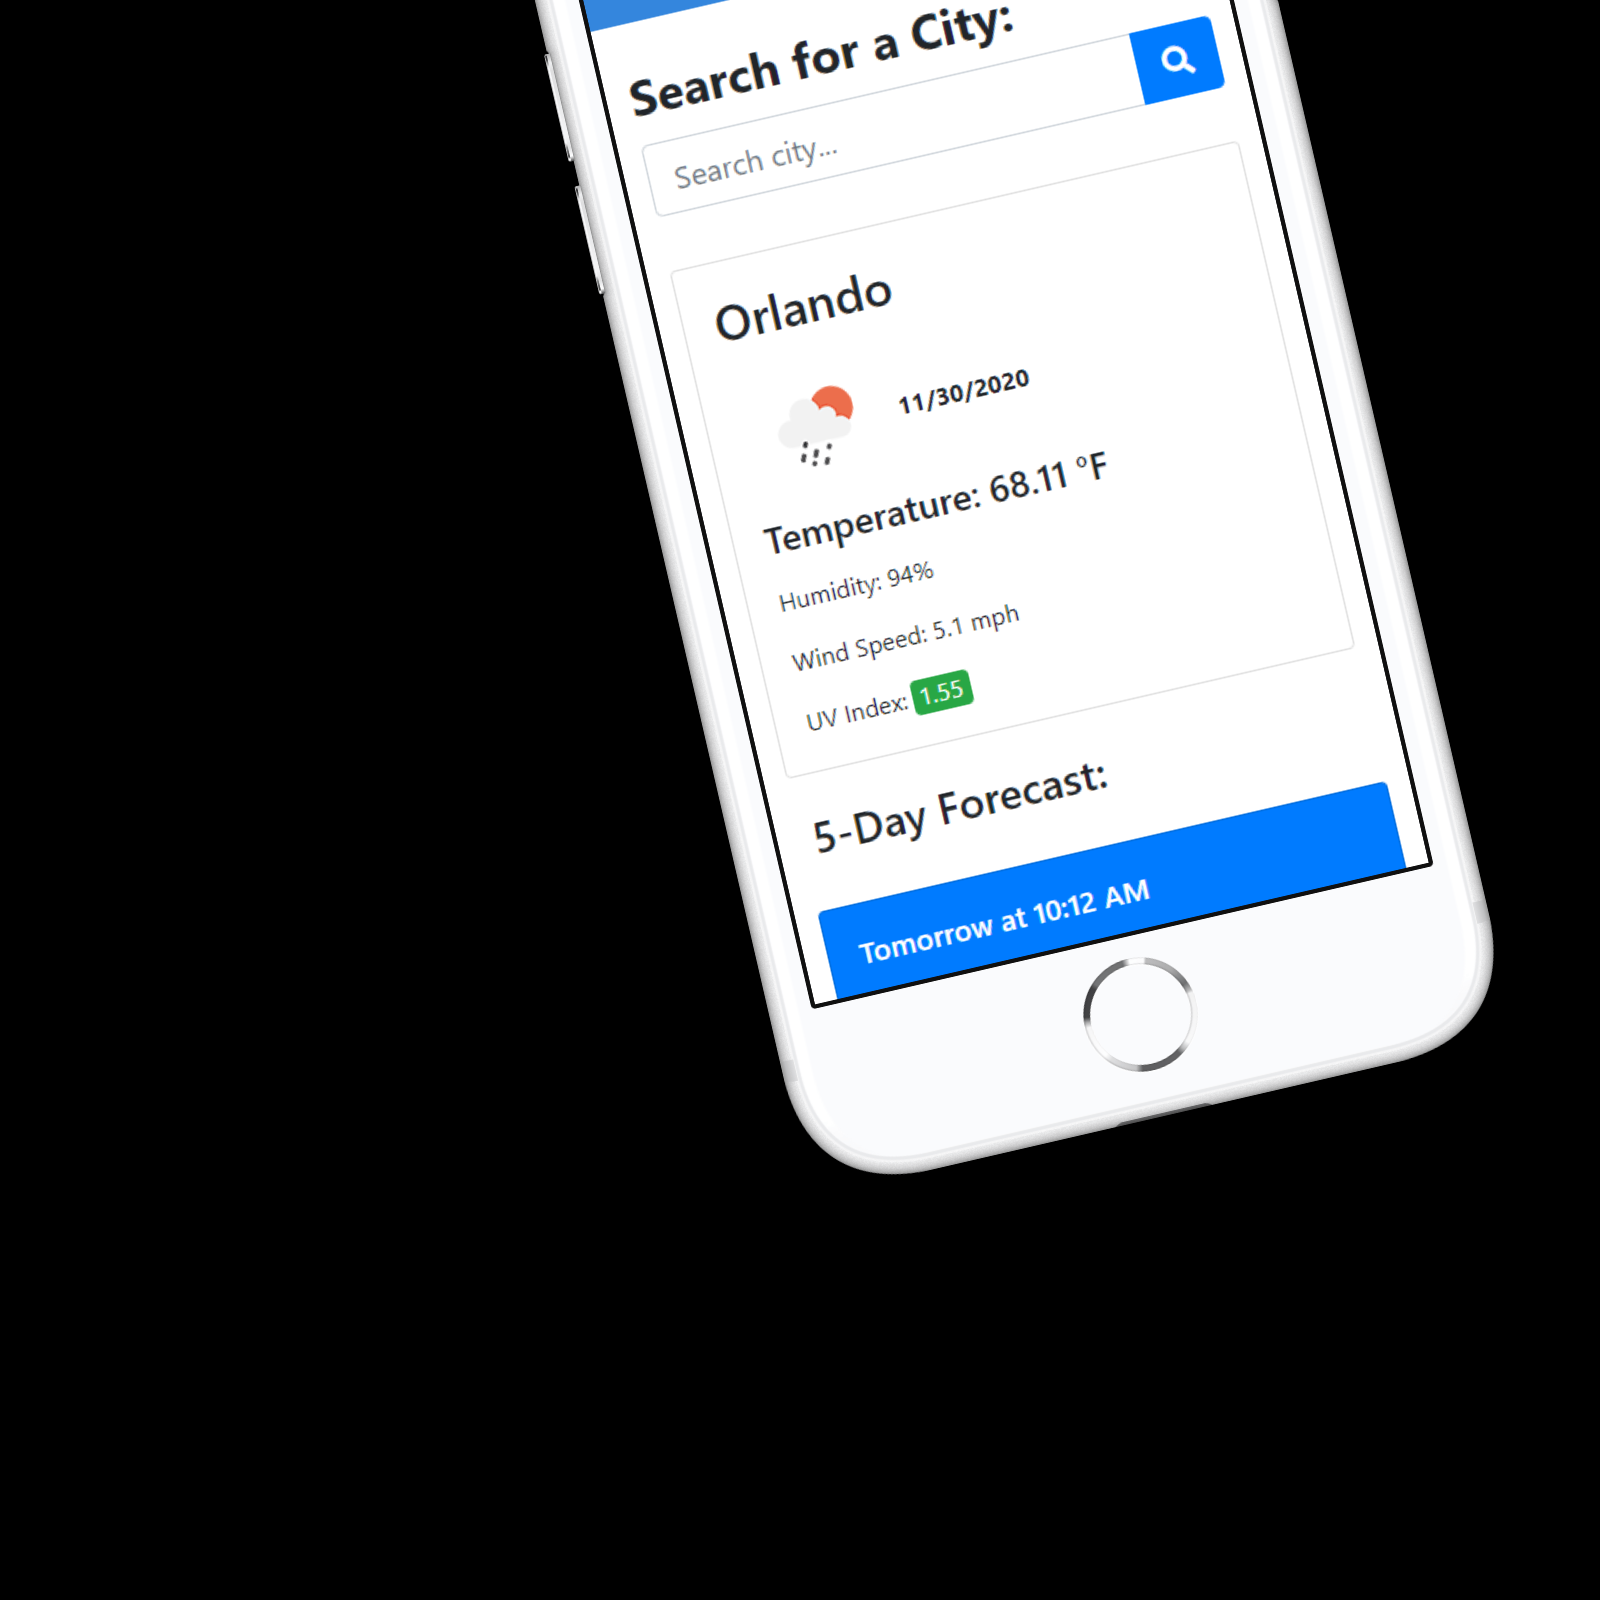 Search for a City:
Search city...
Orlando
11/30/2020
Temperature: 68.11 °F
Humidity: 94%
Wind Speed: 5.1 mph
UV Index: 1.55
5-Day Forecast:
Tomorrow at 10:12 AM